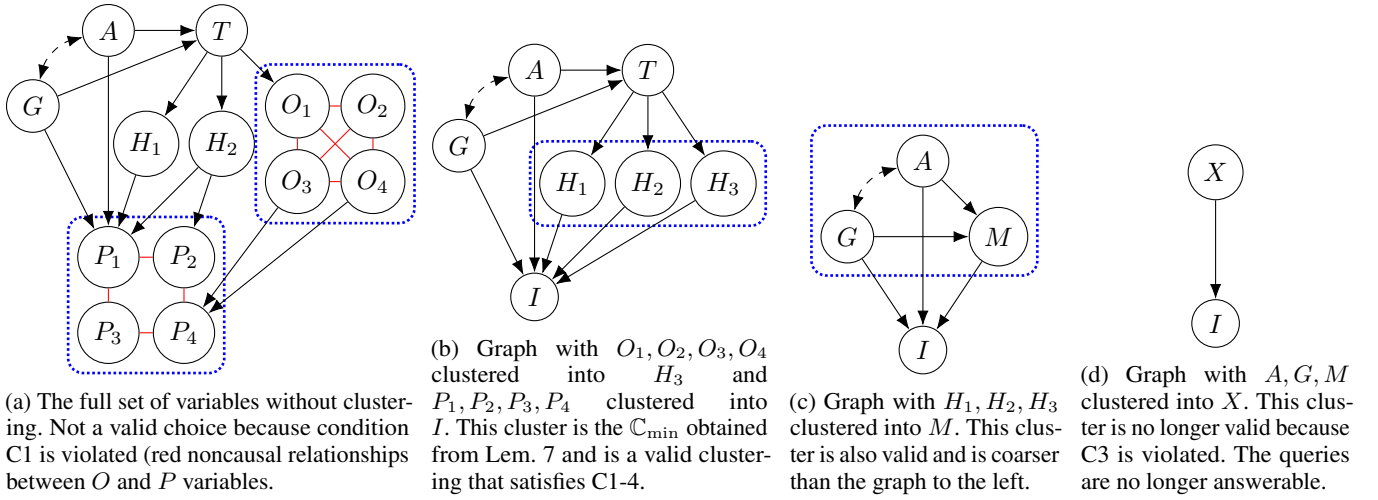 A T
G
H1 H2
O1 O2
O3 O4
P1 P2
P3 P4
(a) The full set of variables without cluster-
ing. Not a valid choice because condition
C1 is violated (red noncausal relationships
between O and P variables.
A T
G
H1 H2 H3
I
(b) Graph with O1, O2, O3, O4
clustered into H3 and
P1, P2, P3, P4 clustered into
I. This cluster is the ℂmin obtained
from Lem. 7 and is a valid cluster-
ing that satisfies C1-4.
A
G M
I
(c) Graph with H1, H2, H3
clustered into M. This clus-
ter is also valid and is coarser
than the graph to the left.
X
I
(d) Graph with A, G, M
clustered into X. This clus-
ter is no longer valid because
C3 is violated. The queries
are no longer answerable.